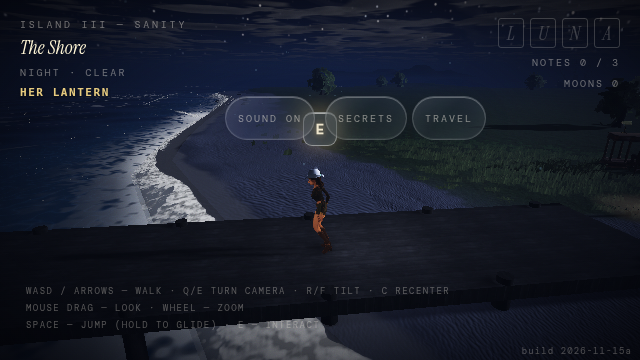 ISLAND III — SANITY
The Shore
NIGHT · CLEAR
HER LANTERN
L U N A
NOTES 0 / 3
MOONS 0
SOUND ON
SECRETS
TRAVEL
E
WASD / ARROWS — WALK · Q/E TURN CAMERA · R/F TILT · C RECENTER
MOUSE DRAG — LOOK · WHEEL — ZOOM
SPACE — JUMP (HOLD TO GLIDE) · E — INTERACT
build 2026-11-15a